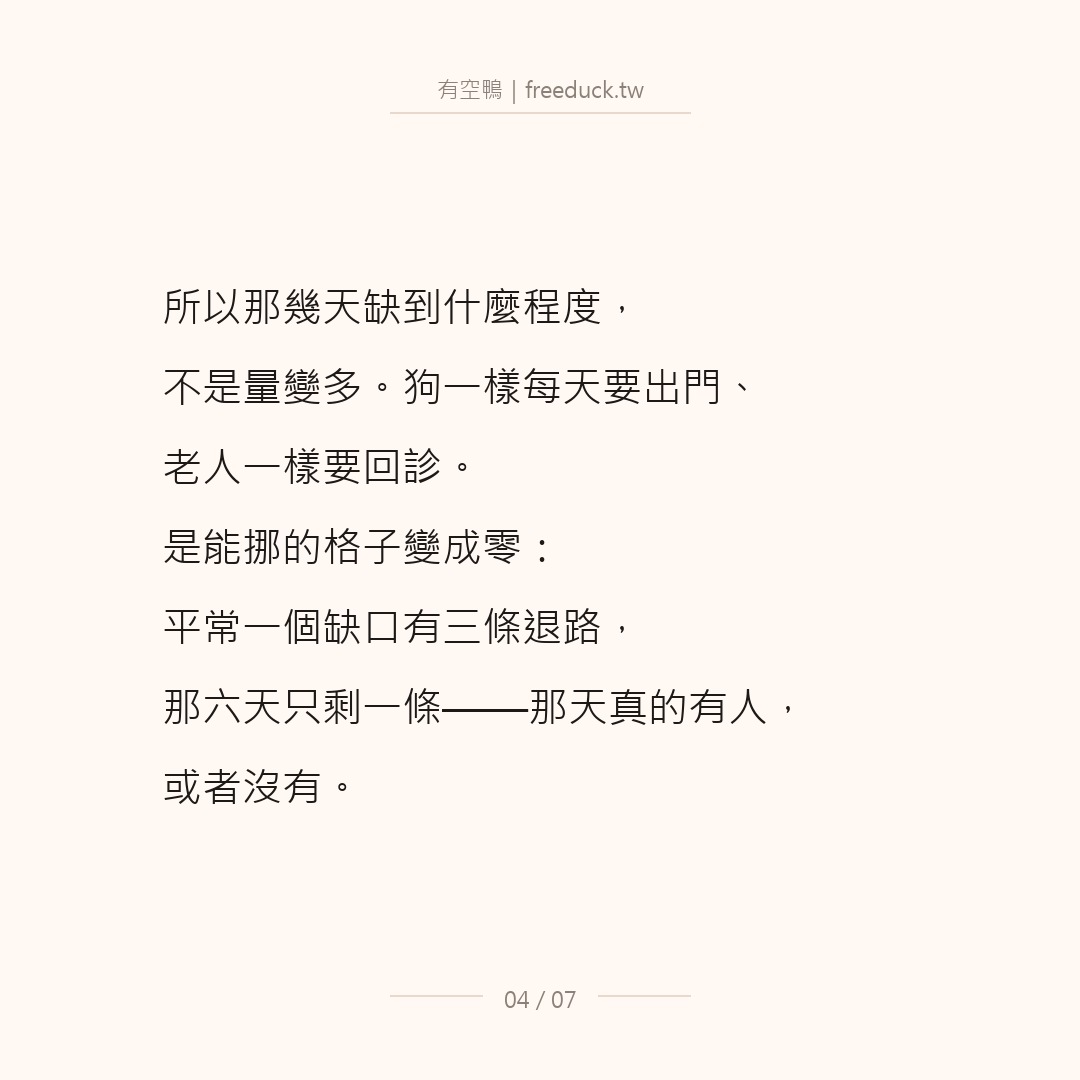 有空鴨 | freeduck.tw
所以那幾天缺到什麼程度，
不是量變多。狗一樣每天要出門、
老人一樣要回診。
是能挪的格子變成零：
平常一個缺口有三條退路，
那六天只剩一條——那天真的有人，
或者沒有。
04 / 07